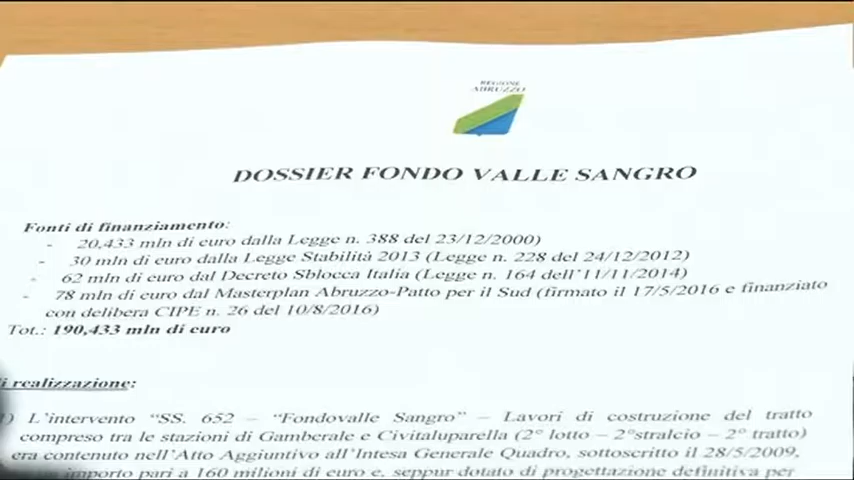 REGIONE
ABRUZZO
DOSSIER FONDO VALLE SANGRO
Fonti di finanziamento:
- 20,433 mln di euro dalla Legge n. 388 del 23/12/2000)
- 30 mln di euro dalla Legge Stabilità 2013 (Legge n. 228 del 24/12/2012)
- 62 mln di euro dal Decreto Sblocca Italia (Legge n. 164 dell'11/11/2014)
- 78 mln di euro dal Masterplan Abruzzo-Patto per il Sud (firmato il 17/5/2016 e finanziato
con delibera CIPE n. 26 del 10/8/2016)
Tot.: 190,433 mln di euro
di realizzazione:
1) L'intervento “SS. 652 – “Fondovalle Sangro” – Lavori di costruzione del tratto
compreso tra le stazioni di Gamberale e Civitaluparella (2° lotto – 2°stralcio – 2° tratto)
era contenuto nell'Atto Aggiuntivo all'Intesa Generale Quadro, sottoscritto il 28/5/2009,
un importo pari a 160 milioni di euro e, seppur dotato di progettazione definitiva per